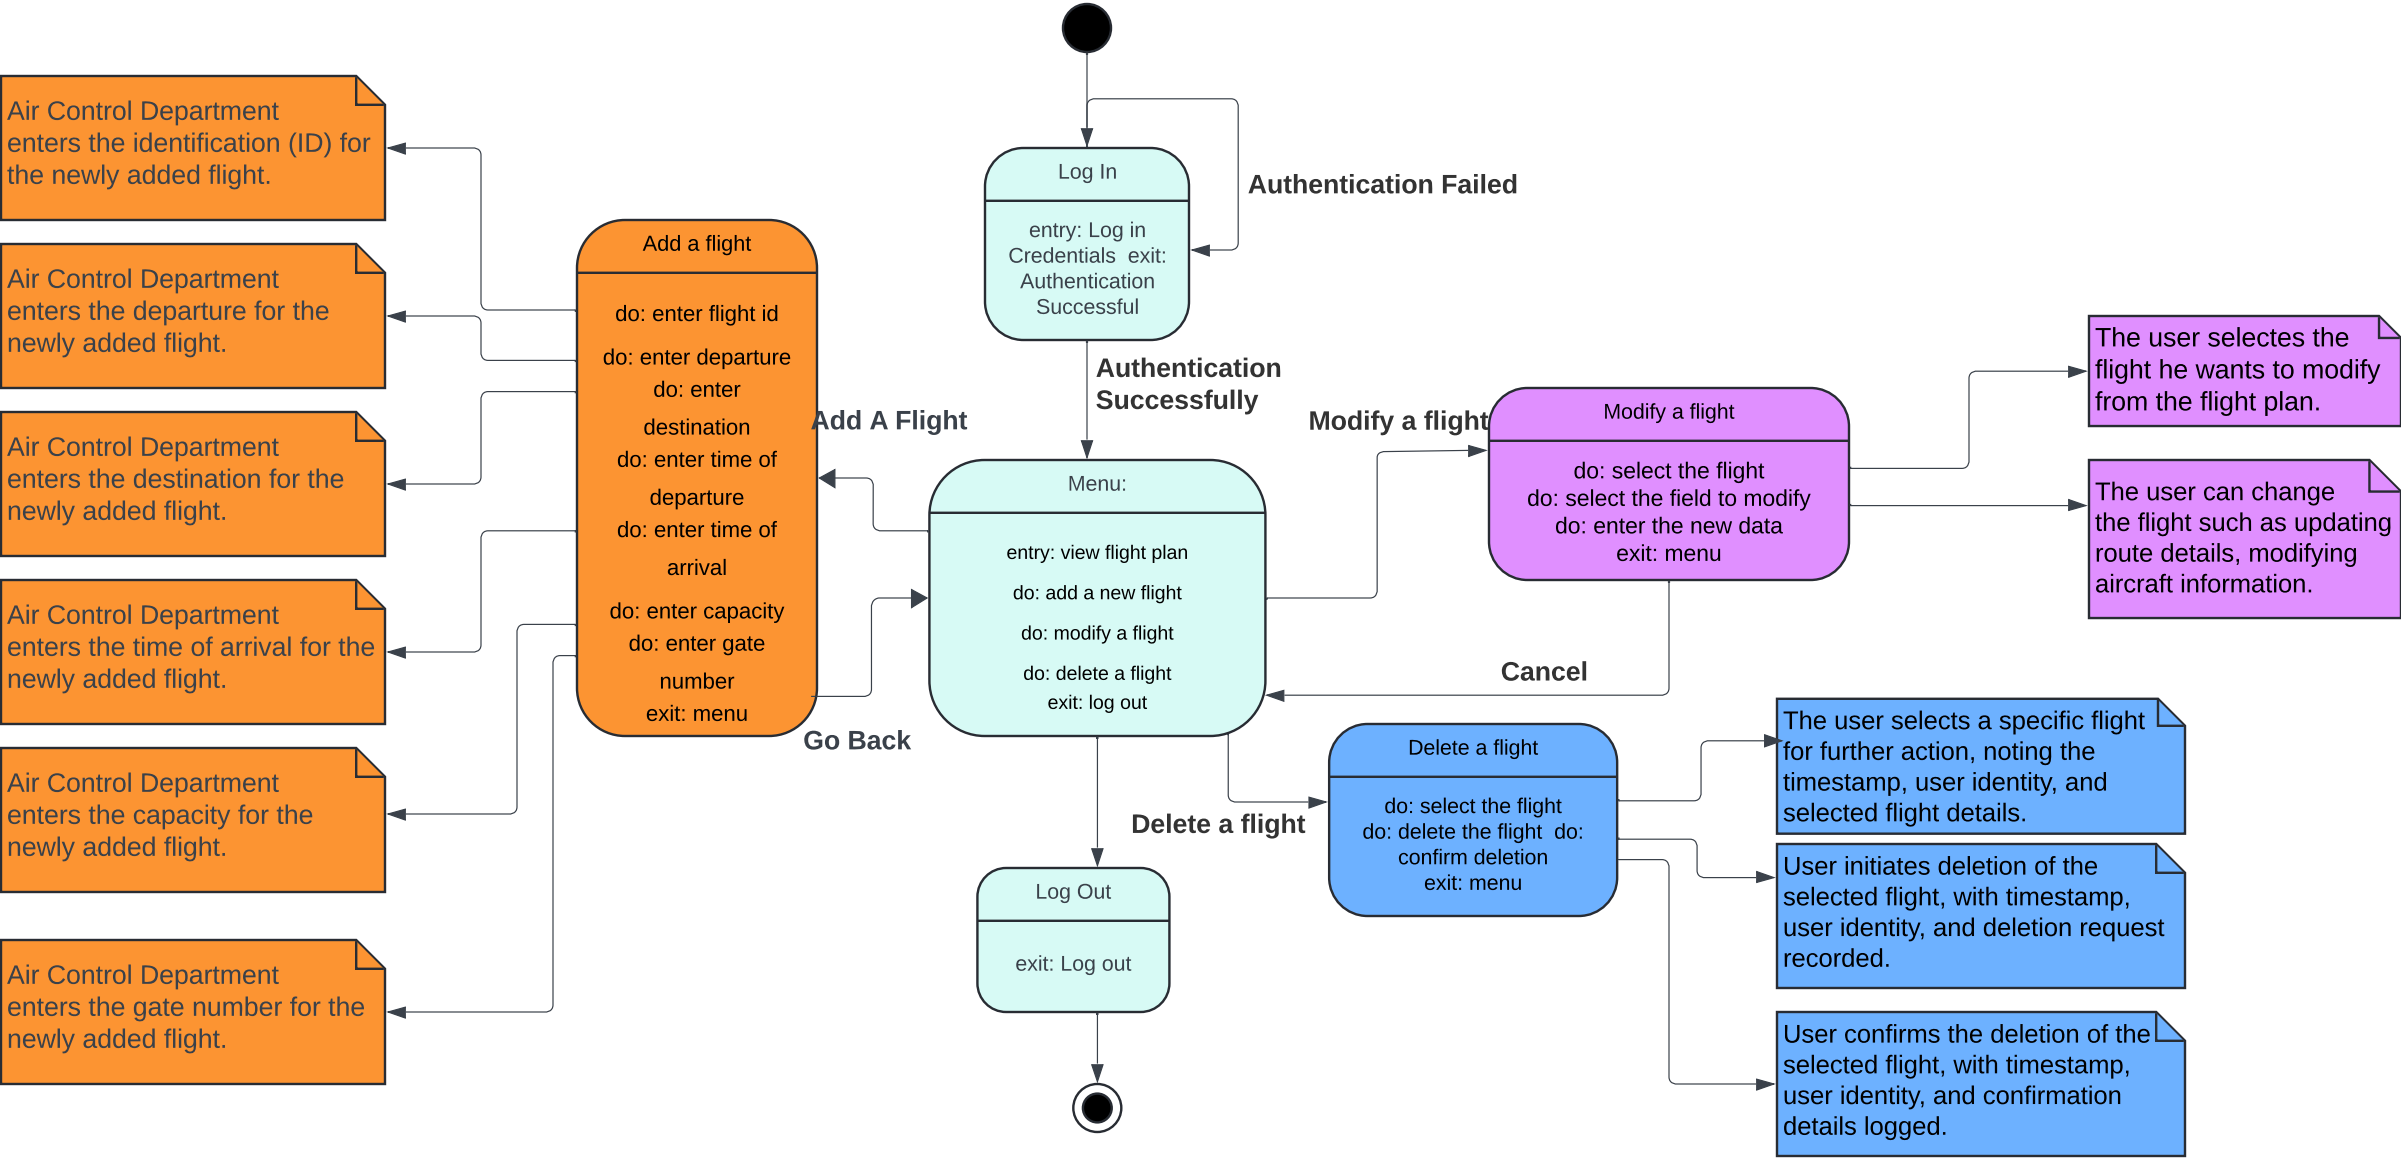 Air Control Department
enters the identification (ID) for
the newly added flight.
Air Control Department
enters the departure for the
newly added flight.
Air Control Department
enters the destination for the
newly added flight.
Air Control Department
enters the time of arrival for the
newly added flight.
Air Control Department
enters the capacity for the
newly added flight.
Air Control Department
enters the gate number for the
newly added flight.
Add a flight
do: enter flight id
do: enter departure
do: enter
destination
do: enter time of
departure
do: enter time of
arrival
do: enter capacity
do: enter gate
number
exit: menu
Add A Flight
Go Back
Log In
entry: Log in
Credentials  exit:
Authentication
Successful
Authentication Failed
Authentication
Successfully
Menu:
entry: view flight plan
do: add a new flight
do: modify a flight
do: delete a flight
exit: log out
Log Out
exit: Log out
Modify a flight
Modify a flight
do: select the flight
do: select the field to modify
do: enter the new data
exit: menu
Cancel
The user selectes the
flight he wants to modify
from the flight plan.
The user can change
the flight such as updating
route details, modifying
aircraft information.
Delete a flight
Delete a flight
do: select the flight
do: delete the flight  do:
confirm deletion
exit: menu
The user selects a specific flight
for further action, noting the
timestamp, user identity, and
selected flight details.
User initiates deletion of the
selected flight, with timestamp,
user identity, and deletion request
recorded.
User confirms the deletion of the
selected flight, with timestamp,
user identity, and confirmation
details logged.